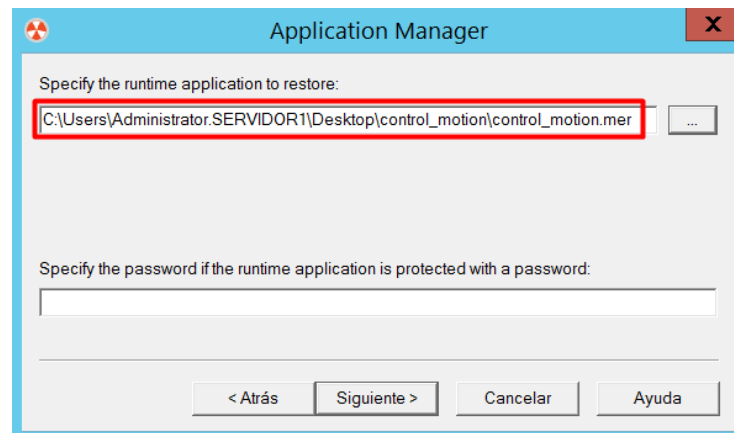 Application Manager
X
Specify the runtime application to restore:
C:\Users\Administrator.SERVIDOR1\Desktop\control_motion\control_motion.mer
...
Specify the password if the runtime application is protected with a password:
< Atrás Siguiente > Cancelar Ayuda